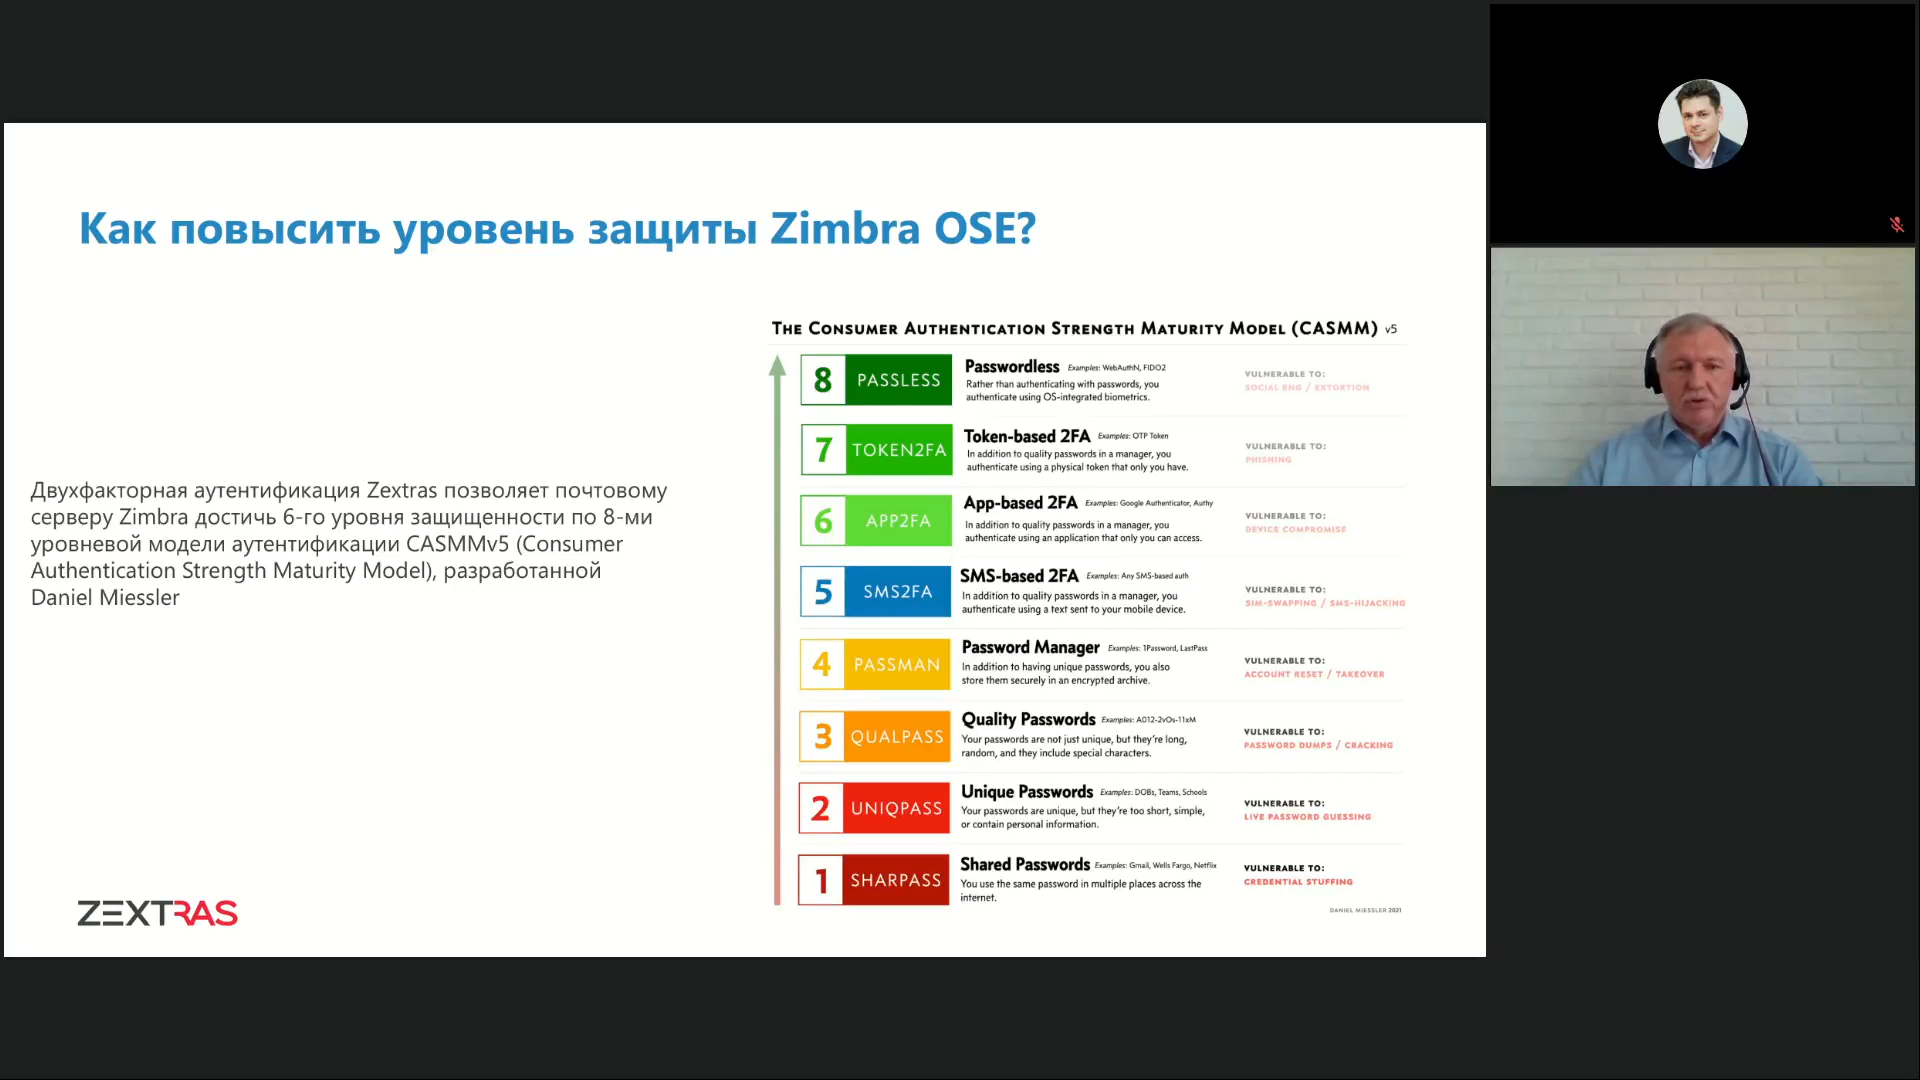 Как повысить уровень защиты Zimbra OSE?
Двухфакторная аутентификация Zextras позволяет почтовому
серверу Zimbra достичь 6-го уровня защищенности по 8-ми
уровневой модели аутентификации CASMMv5 (Consumer
Authentication Strength Maturity Model), разработанной
Daniel Miessler
THE CONSUMER AUTHENTICATION STRENGTH MATURITY MODEL (CASMM) v5
8 PASSLESS
Passwordless Examples: WebAuthN, FIDO2
Rather than authenticating with passwords, you
authenticate using OS-integrated biometrics.
VULNERABLE TO:
SOCIAL ENG / EXTORTION
7 TOKEN2FA
Token-based 2FA Examples: OTP Token
In addition to quality passwords in a manager, you
authenticate using a physical token that only you have.
VULNERABLE TO:
PHISHING
6 APP2FA
App-based 2FA Examples: Google Authenticator, Authy
In addition to quality passwords in a manager, you
authenticate using an application that only you can access.
VULNERABLE TO:
DEVICE COMPROMISE
5 SMS2FA
SMS-based 2FA Examples: Any SMS-based auth
In addition to quality passwords in a manager, you
authenticate using a text sent to your mobile device.
VULNERABLE TO:
SIM-SWAPPING / SMS-HIJACKING
4 PASSMAN
Password Manager Examples: 1Password, LastPass
In addition to having unique passwords, you also
store them securely in an encrypted archive.
VULNERABLE TO:
ACCOUNT RESET / TAKEOVER
3 QUALPASS
Quality Passwords Examples: A012-2vOs-11xM
Your passwords are not just unique, but they're long,
random, and they include special characters.
VULNERABLE TO:
PASSWORD DUMPS / CRACKING
2 UNIQPASS
Unique Passwords Examples: DOBs, Teams, Schools
Your passwords are unique, but they're too short, simple,
or contain personal information.
VULNERABLE TO:
LIVE PASSWORD GUESSING
1 SHARPASS
Shared Passwords Examples: Gmail, Wells Fargo, Netflix
You use the same password in multiple places across the
internet.
VULNERABLE TO:
CREDENTIAL STUFFING
DANIEL MIESSLER 2021
ZEXTRAS